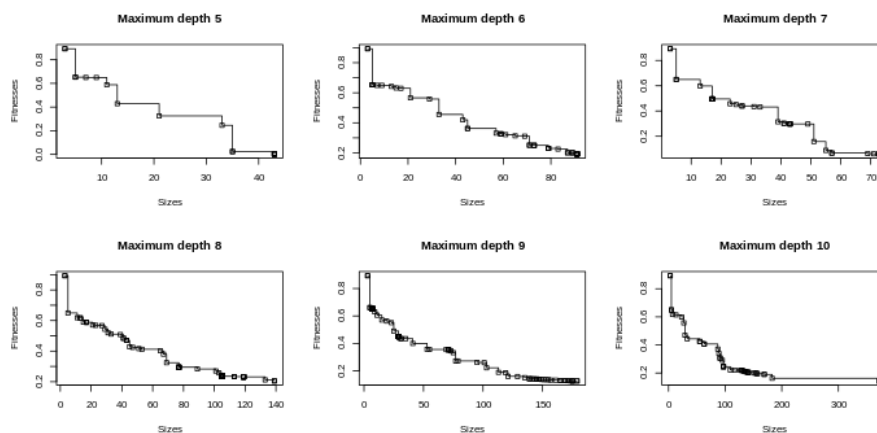 Maximum depth 5
Maximum depth 6
Maximum depth 7
Fitnesses
0.0 0.2 0.4 0.6 0.8
10 20 30 40
Sizes
Fitnesses
0.2 0.4 0.6 0.8
0 20 40 60 80
Sizes
Fitnesses
0.2 0.4 0.6 0.8
0 10 20 30 40 50 60 70
Sizes
Maximum depth 8
Maximum depth 9
Maximum depth 10
Fitnesses
0.2 0.4 0.6 0.8
0 20 40 60 80 100 120 140
Sizes
Fitnesses
0.2 0.4 0.6 0.8
0 50 100 150
Sizes
Fitnesses
0.2 0.4 0.6 0.8
0 100 200 300
Sizes